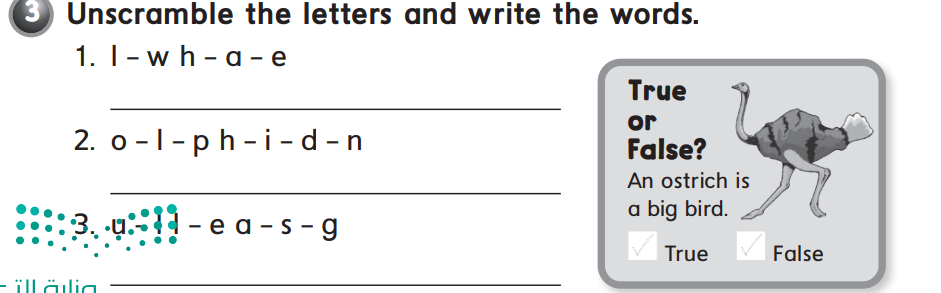 3 Unscramble the letters and write the words.
1. l – w h – a – e
2. o – l – p h – i – d – n
3. u – l l – e a – s – g
True
or
False?
An ostrich is
a big bird.
True False